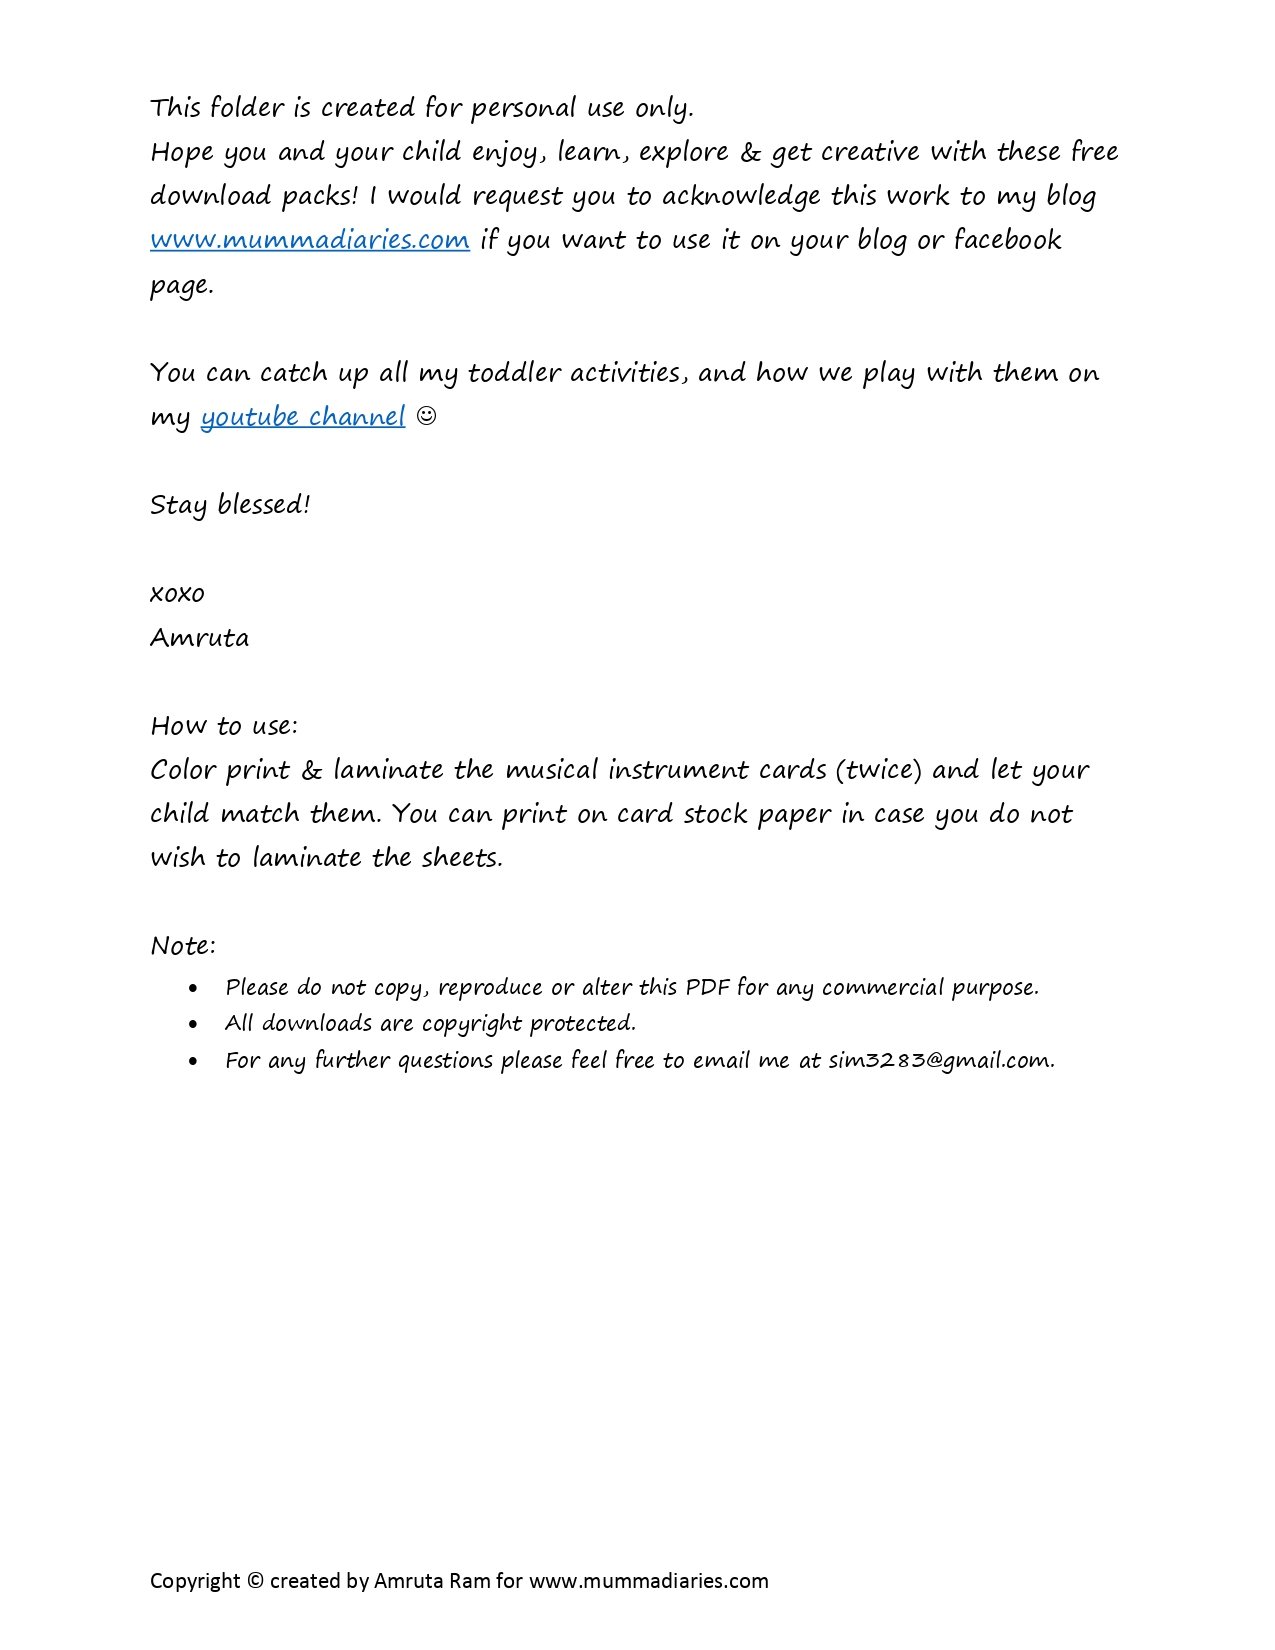 This folder is created for personal use only.
Hope you and your child enjoy, learn, explore & get creative with these free
download packs! I would request you to acknowledge this work to my blog
www.mummadiaries.com if you want to use it on your blog or facebook
page.
You can catch up all my toddler activities, and how we play with them on
my youtube channel ☺
Stay blessed!
xoxo
Amruta
How to use:
Color print & laminate the musical instrument cards (twice) and let your
child match them. You can print on card stock paper in case you do not
wish to laminate the sheets.
Note:
• Please do not copy, reproduce or alter this PDF for any commercial purpose.
• All downloads are copyright protected.
• For any further questions please feel free to email me at sim3283@gmail.com.
Copyright © created by Amruta Ram for www.mummadiaries.com